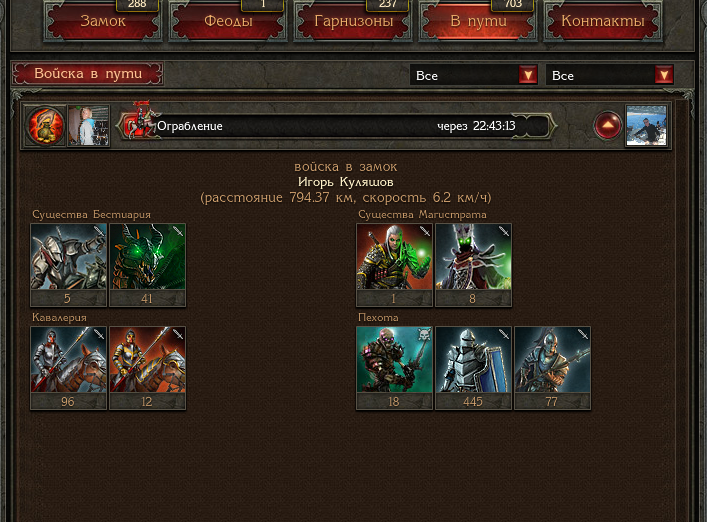 288 1 237 703
Замок Феоды Гарнизоны В пути Контакты
Войска в пути Все Все
Ограбление через 22:43:13
войска в замок
Игорь Куляшов
(расстояние 794.37 км, скорость 6.2 км/ч)
Существа Бестиария Существа Магистрата
5 41 1 8
Кавалерия Пехота
96 12 18 445 77